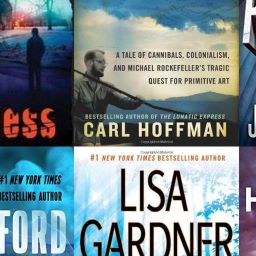 ess
A TALE OF CANNIBALS, COLONIALISM,
AND MICHAEL ROCKEFELLER'S TRAGIC
QUEST FOR PRIMITIVE ART
BESTSELLING AUTHOR OF THE LUNATIC EXPRESS
CARL HOFFMAN
J
#1 NEW YORK TIMES
BESTSELLING AUTHOR
FORD
#1 NEW YORK TIMES BESTSELLING AUTHOR
LISA
GARDNER
H